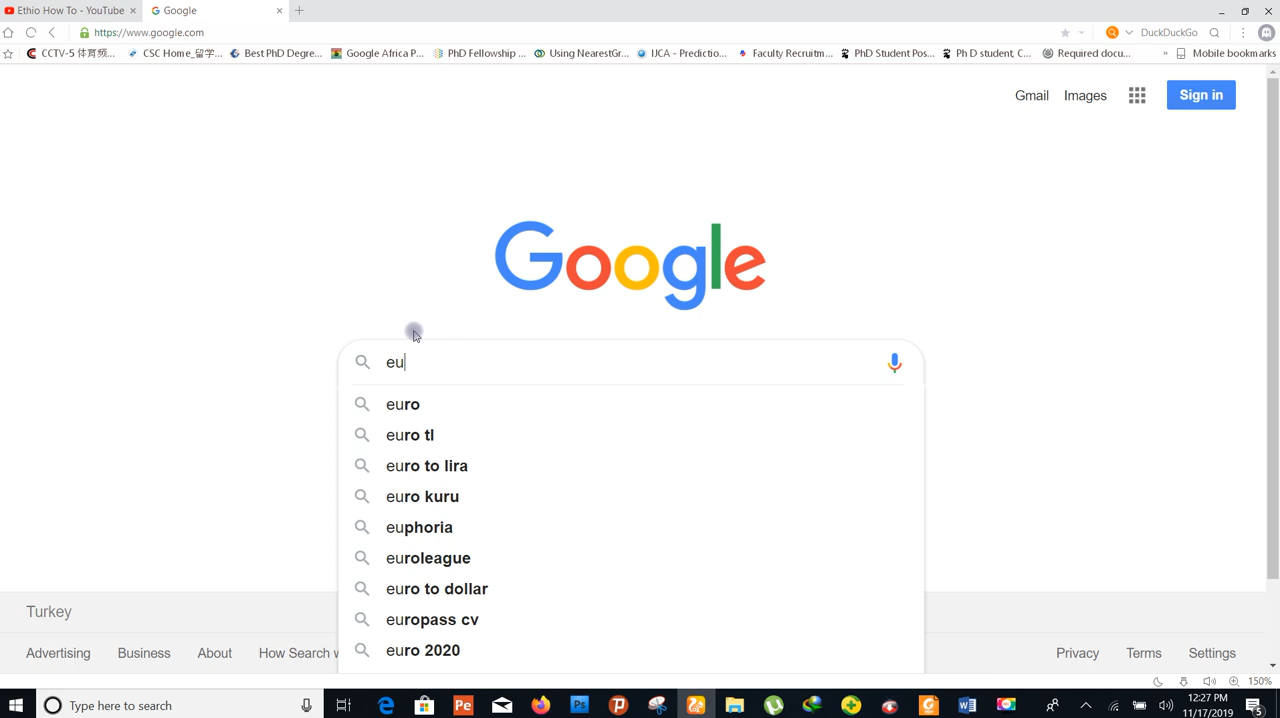 Ethio How To - YouTube
Google
https://www.google.com
DuckDuckGo
CCTV-5 体育频...
CSC Home_留学...
Best PhD Degre...
Google Africa P...
PhD Fellowship ...
Using NearestGr...
IJCA - Predictio...
Faculty Recruitm...
PhD Student Pos...
Ph D student, C...
Required docu...
» Mobile bookmarks
Gmail
Images
Sign in
Google
eu
euro
euro tl
euro to lira
euro kuru
euphoria
euroleague
euro to dollar
europass cv
euro 2020
Turkey
Advertising
Business
About
How Search w
Privacy
Terms
Settings
150%
Type here to search
Pe
Ps
12:27 PM
11/17/2019
5